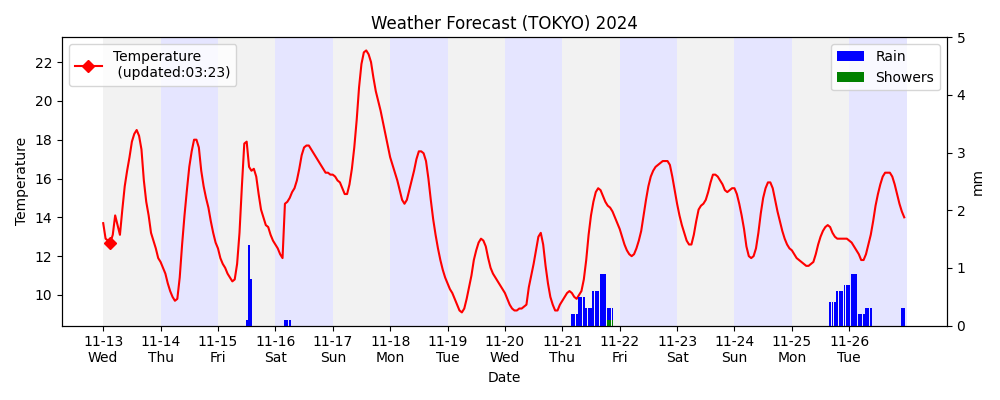 Weather Forecast (TOKYO) 2024
Temperature
(updated:03:23)
Rain
Showers
Temperature
22
20
18
16
14
12
10
5
4
3
2
1
0
mm
11-13 11-14 11-15 11-16 11-17 11-18 11-19 11-20 11-21 11-22 11-23 11-24 11-25 11-26
Wed Thu Fri Sat Sun Mon Tue Wed Thu Fri Sat Sun Mon Tue
Date